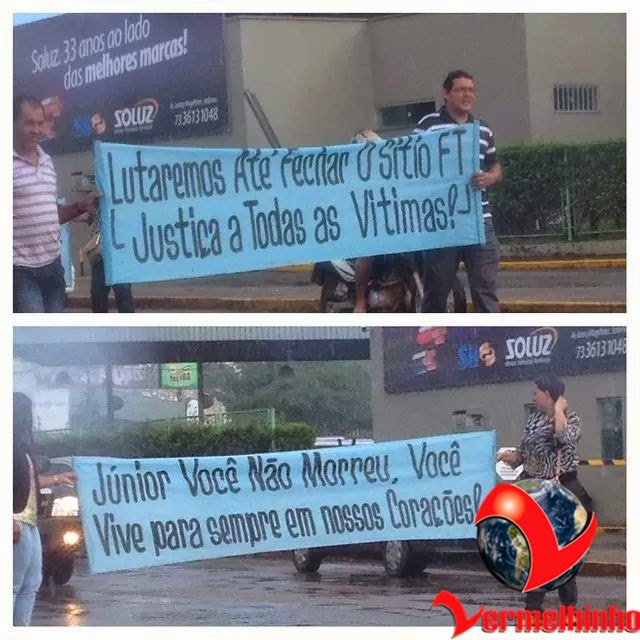 Soluz. 33 anos ao lado
das melhores marcas!
SOLUZ
73 3613 1048
Lutaremos Até Fechar O Sítio FT
Justiça a Todas as Vitimas!
SOLUZ
73 3613 1048
Júnior Você Não Morreu, Você
Vive para sempre em nossos Corações!
Vermelhinho